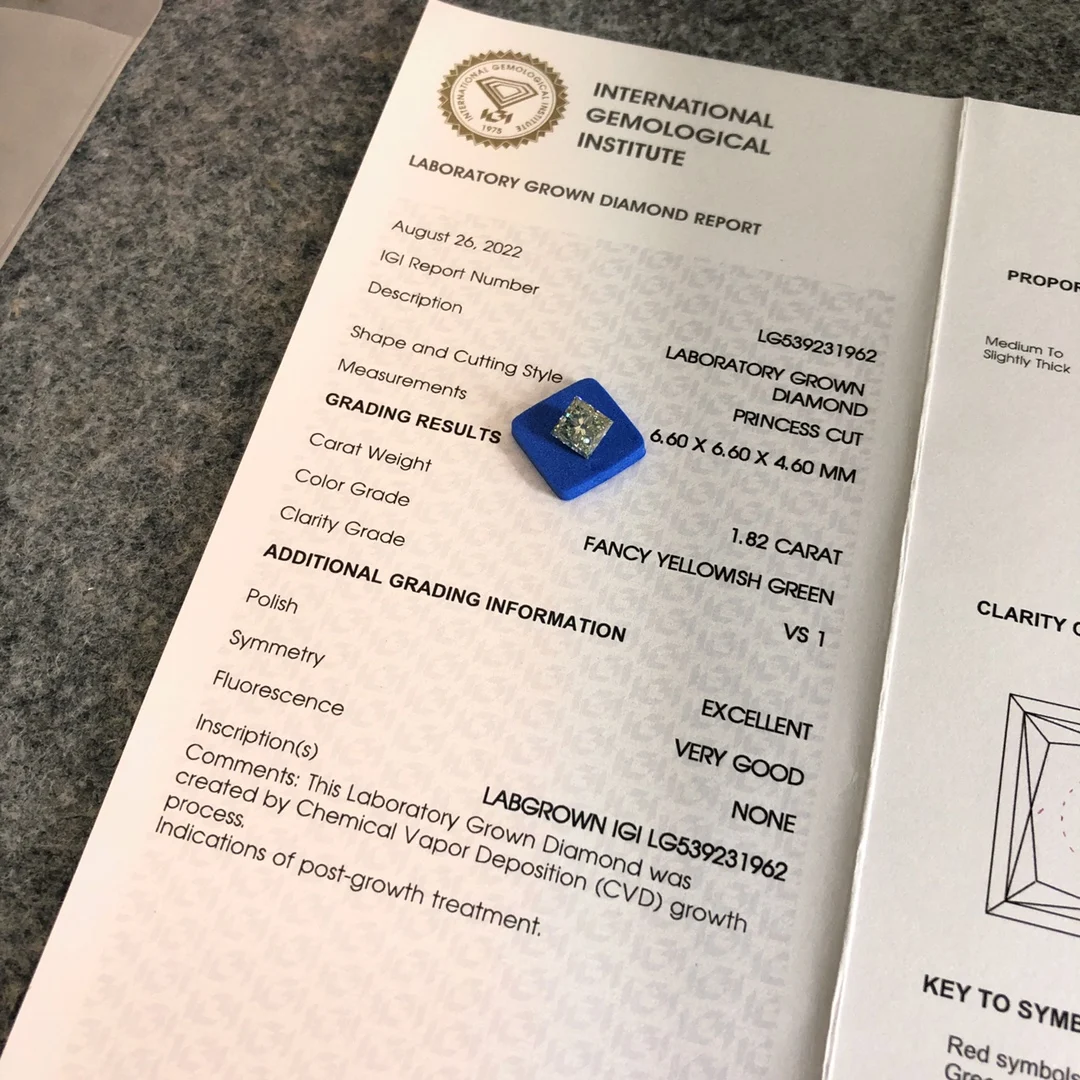 INTERNATIONAL GEMOLOGICAL INSTITUTE
IGI
1975
INTERNATIONAL
GEMOLOGICAL
INSTITUTE
LABORATORY GROWN DIAMOND REPORT
August 26, 2022
IGI Report Number LG539231962
Description LABORATORY GROWN
DIAMOND
Shape and Cutting Style PRINCESS CUT
Measurements 6.60 X 6.60 X 4.60 MM
GRADING RESULTS
Carat Weight 1.82 CARAT
Color Grade FANCY YELLOWISH GREEN
Clarity Grade VS 1
ADDITIONAL GRADING INFORMATION
Polish EXCELLENT
Symmetry VERY GOOD
Fluorescence NONE
Inscription(s) LABGROWN IGI LG539231962
Comments: This Laboratory Grown Diamond was
created by Chemical Vapor Deposition (CVD) growth
process.
Indications of post-growth treatment.
PROPOR
Medium To
Slightly Thick
CLARITY
KEY TO SYMB
Red symbols